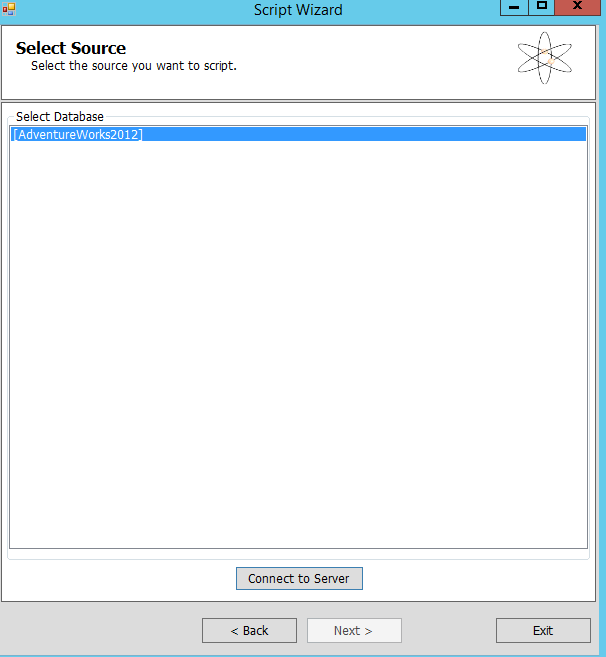 Script Wizard
Select Source
Select the source you want to script.
Select Database
[AdventureWorks2012]
Connect to Server
< Back
Next >
Exit